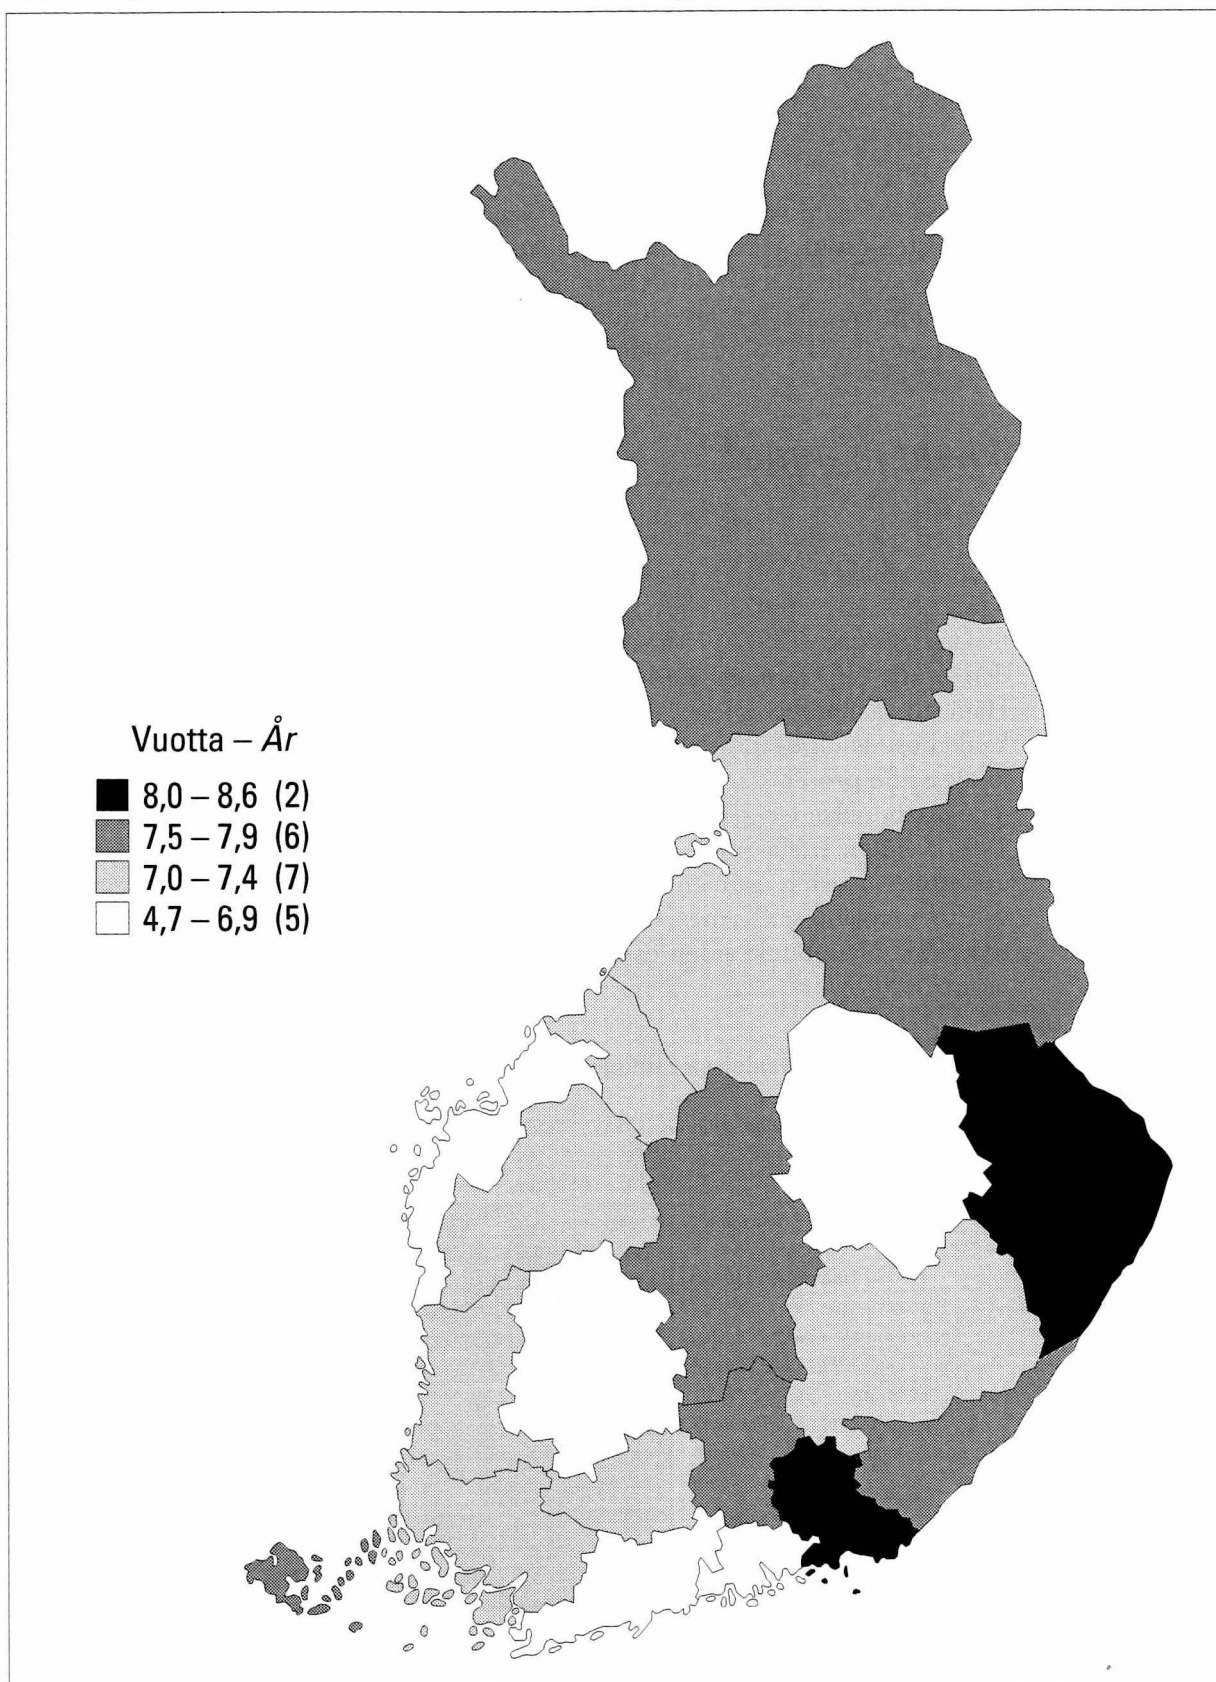 Vuotta – År
8,0 – 8,6 (2)
7,5 – 7,9 (6)
7,0 – 7,4 (7)
4,7 – 6,9 (5)